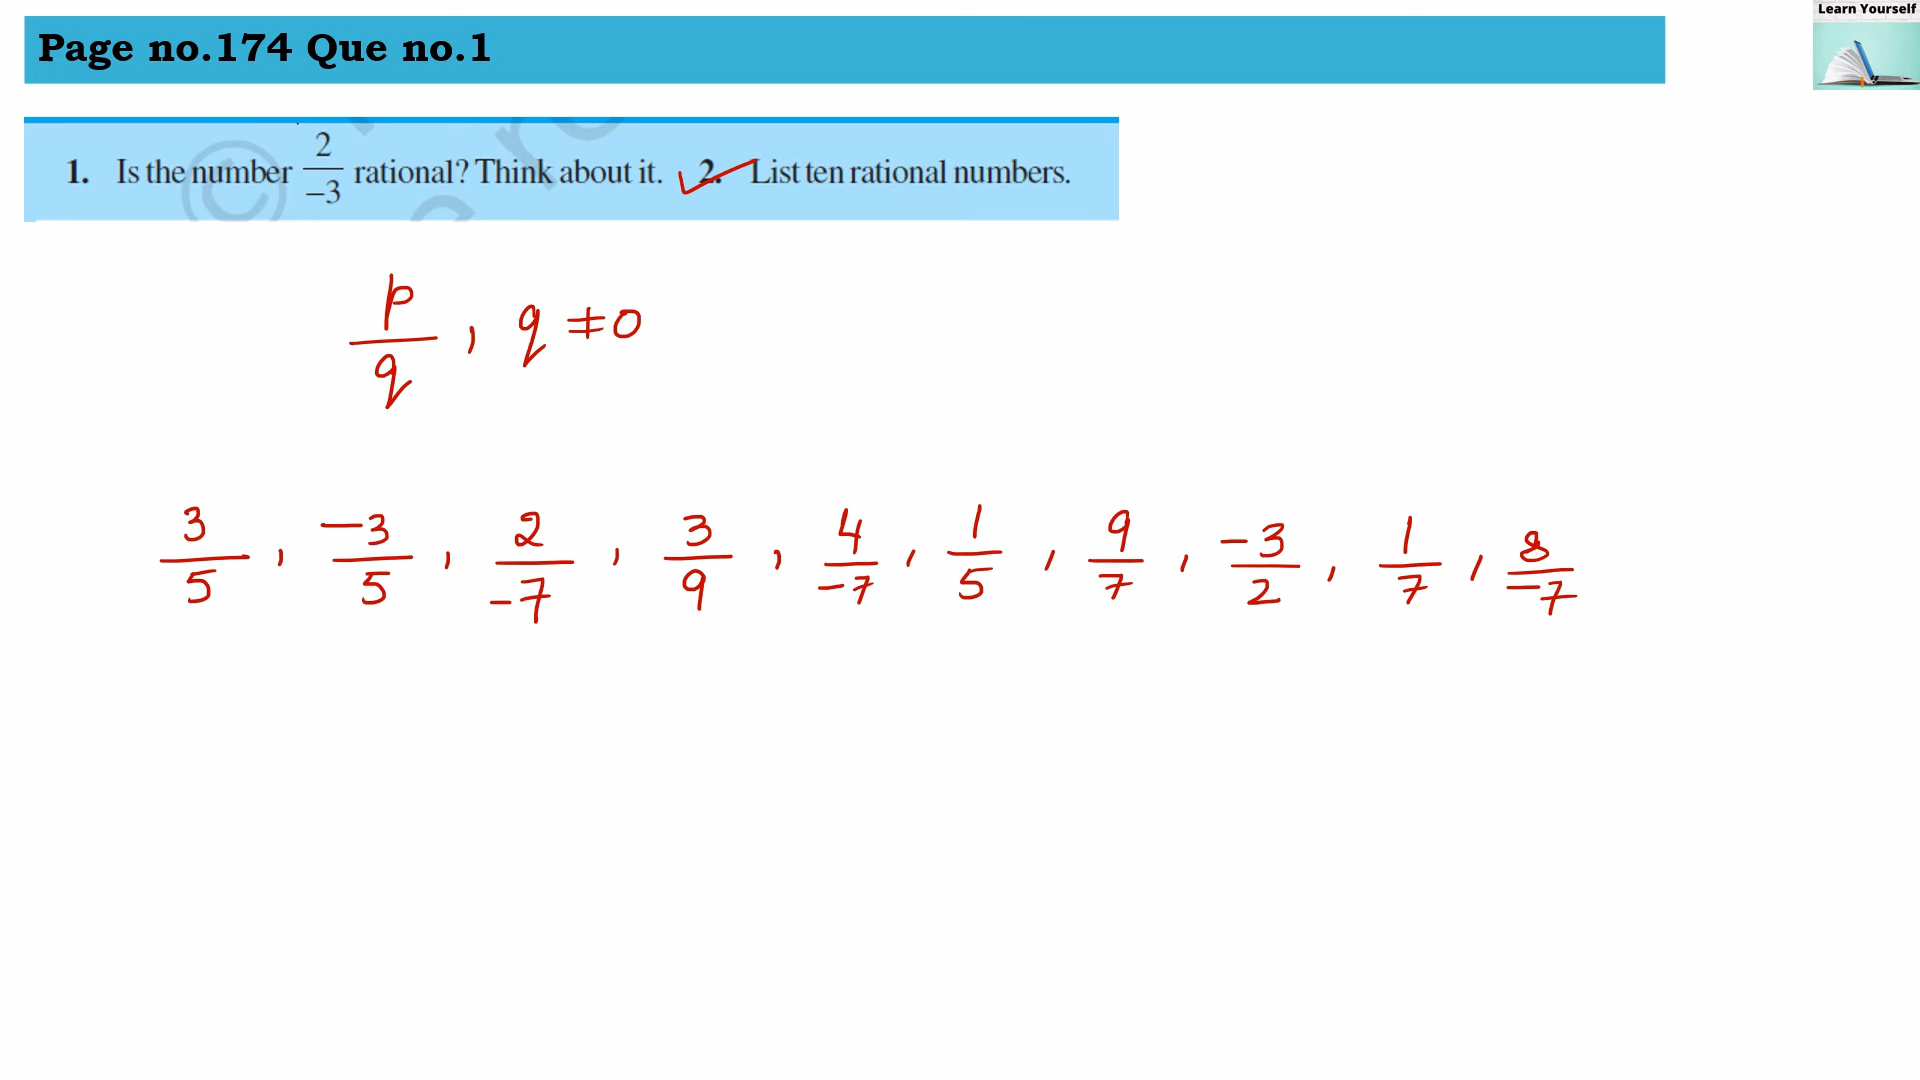 Learn Yourself
Page no.174 Que no.1
1. Is the number 2/-3 rational? Think about it. 2. List ten rational numbers.
p/q, q ≠ 0
3/5, -3/5, 2/-7, 3/9, 4/-7, 1/5, 9/7, -3/2, 1/7, 8/-7